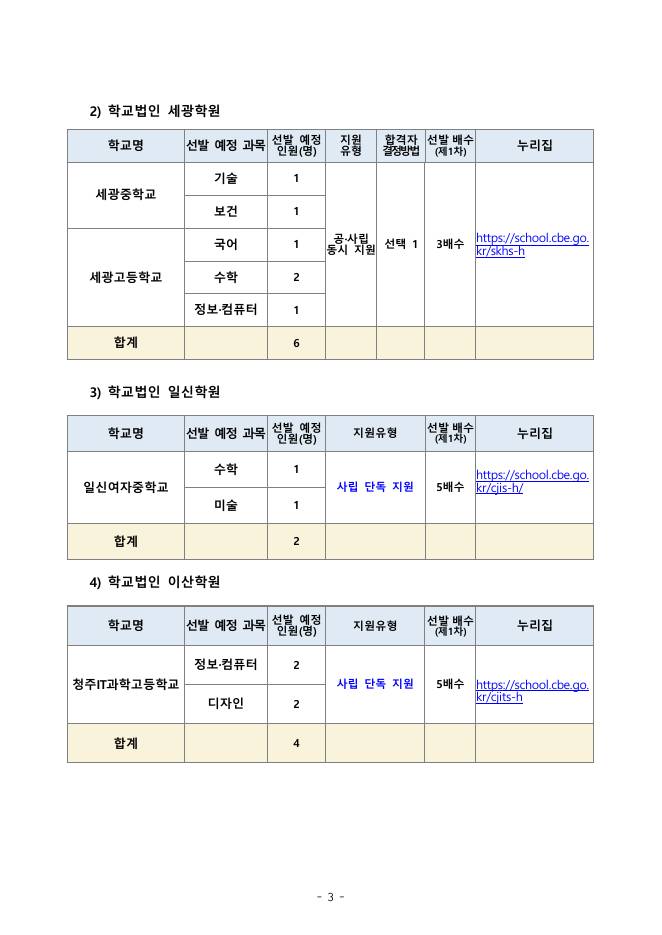 2) 학교법인 세광학원
학교명 선발 예정 과목 선발 예정 인원(명) 지원 유형 합격자 결정방법 선발 배수 (제1차) 누리집
세광중학교 기술 1 공·사립 동시 지원 선택 1 3배수 https://school.cbe.go.kr/skhs-h
보건 1
세광고등학교 국어 1
수학 2
정보·컴퓨터 1
합계 6
3) 학교법인 일신학원
학교명 선발 예정 과목 선발 예정 인원(명) 지원유형 선발 배수 (제1차) 누리집
일신여자중학교 수학 1 사립 단독 지원 5배수 https://school.cbe.go.kr/cjis-h/
미술 1
합계 2
4) 학교법인 이산학원
학교명 선발 예정 과목 선발 예정 인원(명) 지원유형 선발 배수 (제1차) 누리집
청주IT과학고등학교 정보·컴퓨터 2 사립 단독 지원 5배수 https://school.cbe.go.kr/cjits-h
디자인 2
합계 4
- 3 -